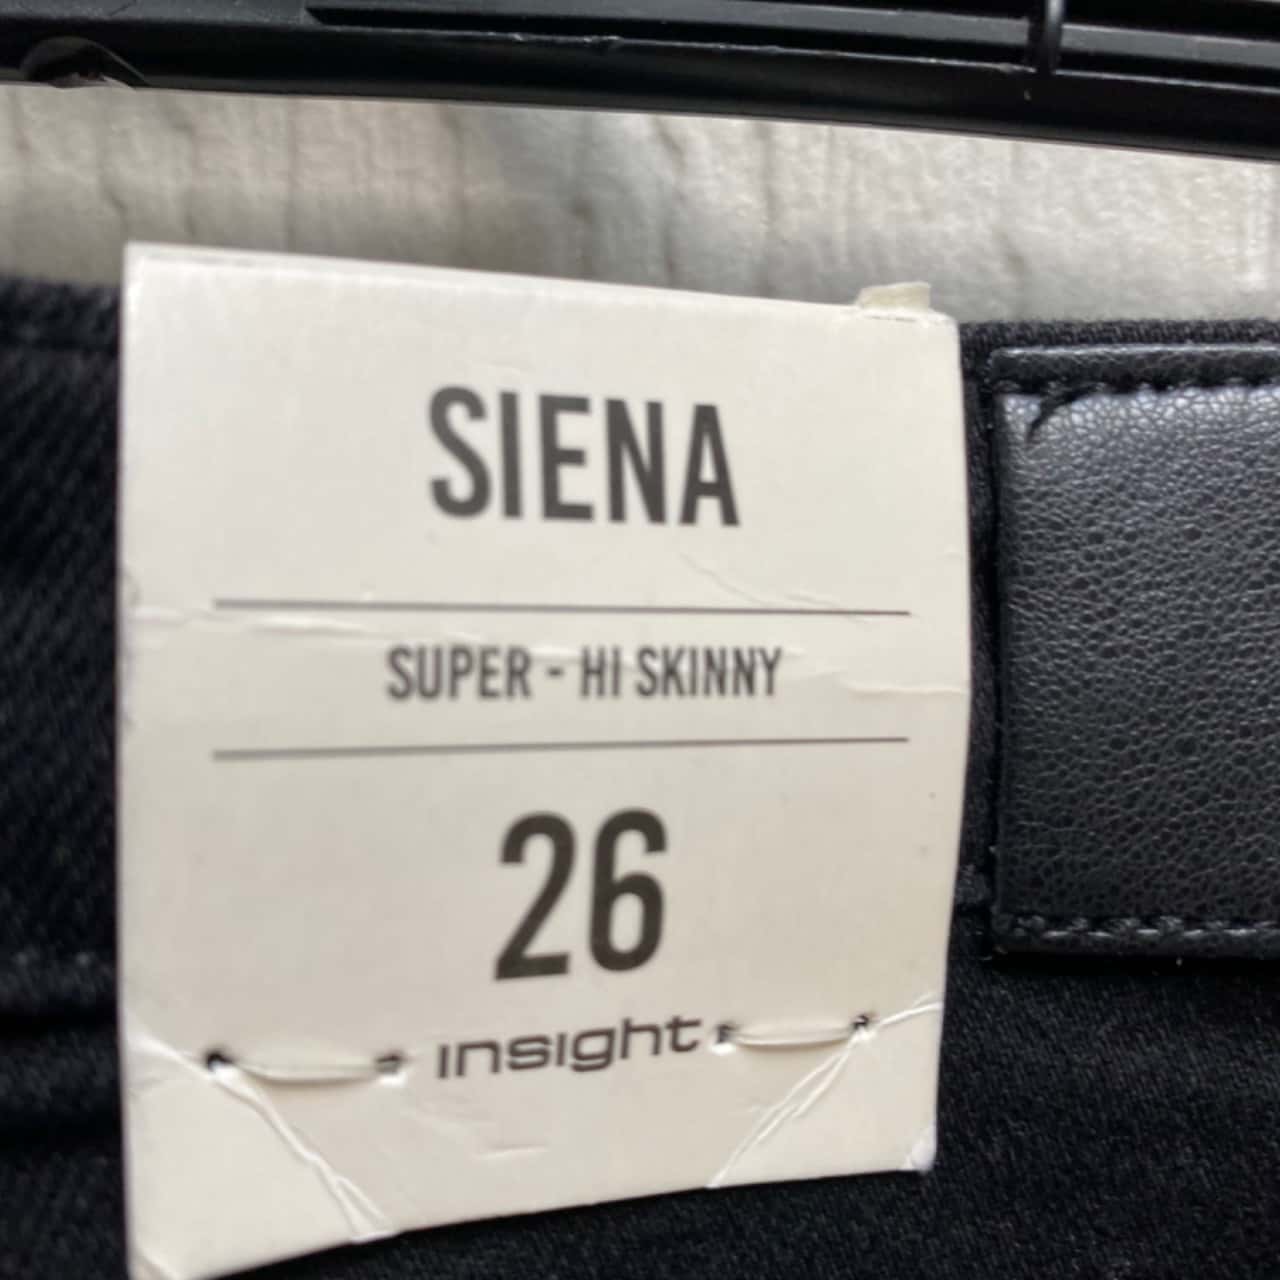 SIENA
SUPER - HI SKINNY
26
insight